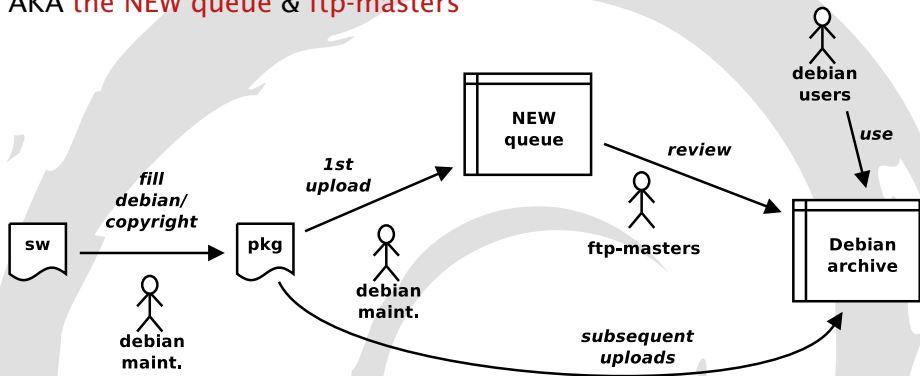 AKA the NEW queue & ftp-masters
debian
users
NEW
queue
use
review
1st
upload
fill
debian/
copyright
sw
pkg
ftp-masters
Debian
archive
debian
maint.
debian
maint.
subsequent
uploads